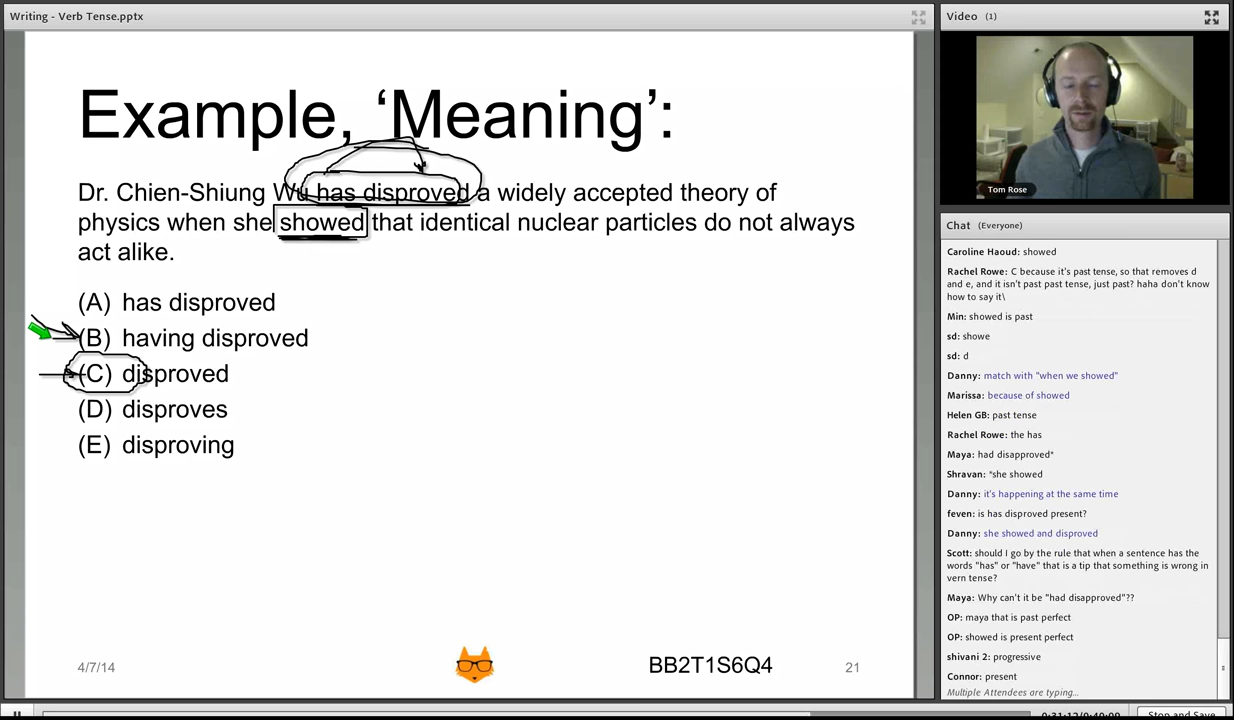 Writing - Verb Tense.pptx
Example, ‘Meaning’:
Dr. Chien-Shiung Wu has disproved a widely accepted theory of
physics when she showed that identical nuclear particles do not always
act alike.
(A) has disproved
(B) having disproved
(C) disproved
(D) disproves
(E) disproving
4/7/14
BB2T1S6Q4
21
Video (1)
Tom Rose
Chat (Everyone)
Caroline Haoud: showed
Rachel Rowe: C because it's past tense, so that removes d
and e, and it isn't past past tense, just past? haha don't know
how to say it\
Min: showed is past
sd: showe
sd: d
Danny: match with "when we showed"
Marissa: because of showed
Helen GB: past tense
Rachel Rowe: the has
Maya: had disapproved*
Shravan: *she showed
Danny: it's happening at the same time
feven: is has disproved present?
Danny: she showed and disproved
Scott: should I go by the rule that when a sentence has the
words "has" or "have" that is a tip that something is wrong in
vern tense?
Maya: Why can't it be "had disapproved"??
OP: maya that is past perfect
OP: showed is present perfect
shivani 2: progressive
Connor: present
Multiple Attendees are typing...
0:31:12/0:40:09
Stop and Save